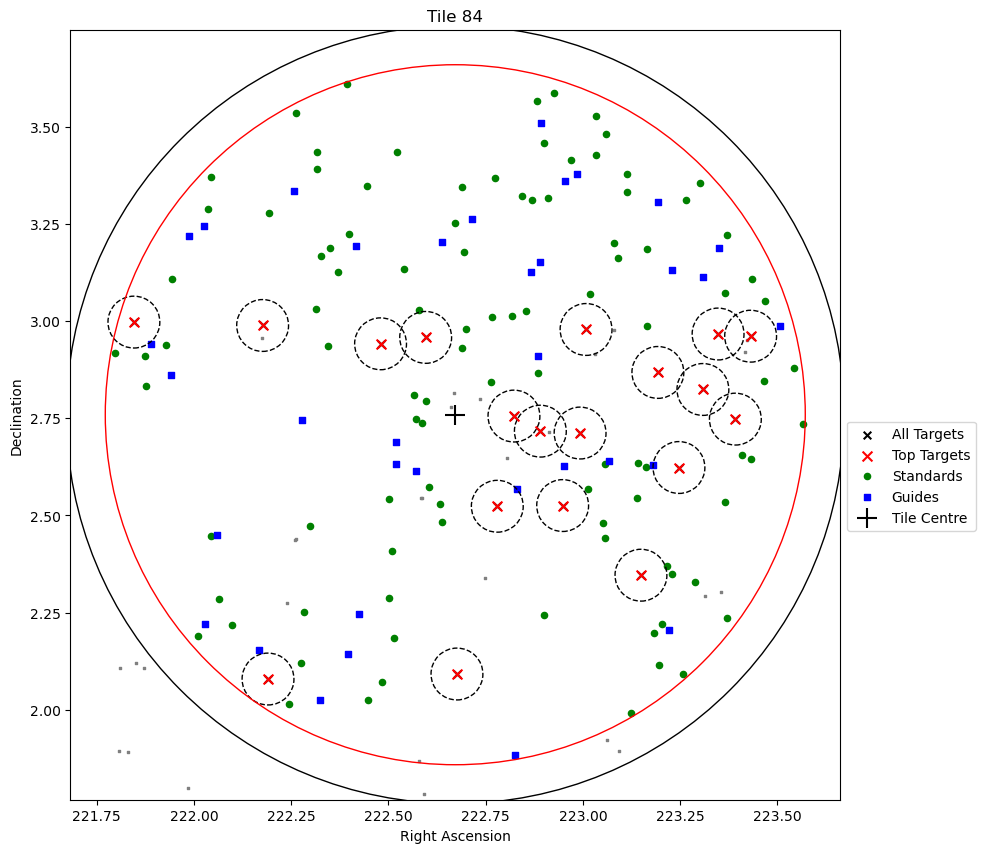 Tile 84
Declination
3.50
3.25
3.00
2.75
2.50
2.25
2.00
221.75 222.00 222.25 222.50 222.75 223.00 223.25 223.50
Right Ascension
All Targets
Top Targets
Standards
Guides
Tile Centre